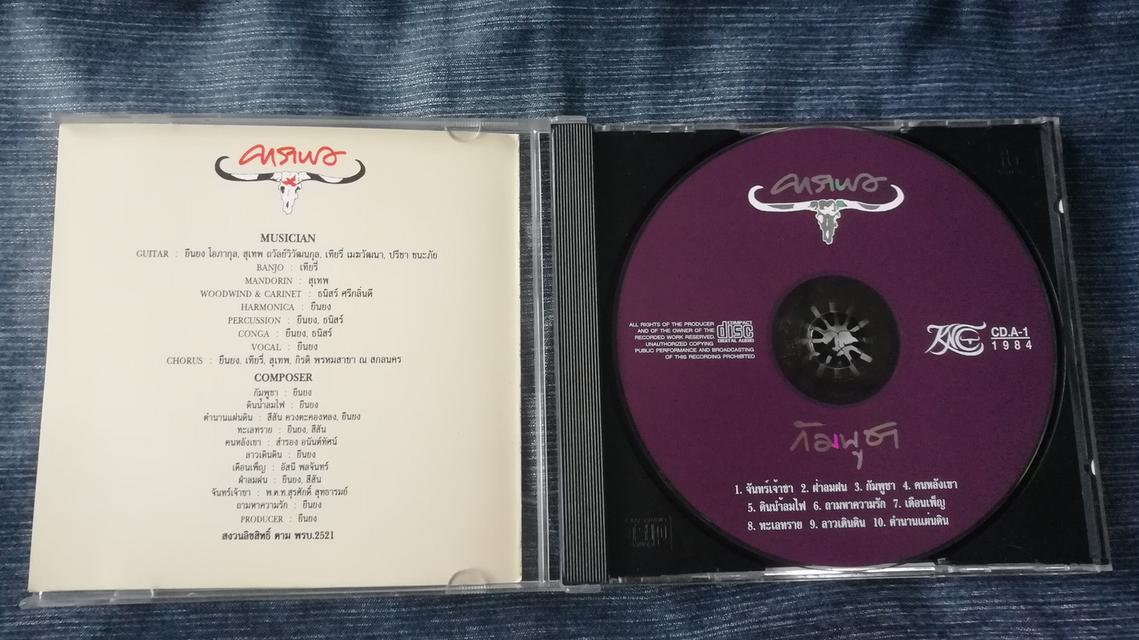 คาราบาว
MUSICIAN
GUITAR : ยืนยง โอภากุล, สุเทพ ถวัลย์วิวัฒนกุล, เทียรี่ เมฆวัฒนา, ปรีชา ชนะภัย
BANJO : เทียรี่
MANDORIN : สุเทพ
WOODWIND & CARINET : ธนิสร์ ศรีกลิ่นดี
HARMONICA : ยืนยง
PERCUSSION : ยืนยง, ธนิสร์
CONGA : ยืนยง, ธนิสร์
VOCAL : ยืนยง
CHORUS : ยืนยง, เทียรี่, สุเทพ, กิรติ พรหมสาขา ณ สกลนคร
COMPOSER
กัมพูชา : ยืนยง
ดินน้ำลมไฟ : ยืนยง
ตำนานแผ่นดิน : สีสัน ควงตะคองหลง, ยืนยง
ทะเลทราย : ยืนยง, สีสัน
คนหลังเขา : สำรอง อนันต์ทัศน์
ลาวเดินดิน : ยืนยง
เดือนเพ็ญ : อัสนี พลจันทร์
ฝ่าลมฝน : ยืนยง, สีสัน
จันทร์เจ้าขา : พ.ต.ท.สุรศักดิ์ สุทธารมย์
ถามหาความรัก : ยืนยง
PRODUCER : ยืนยง
สงวนลิขสิทธิ์ ตาม พรบ.2521
คาราบาว
ALL RIGHTS OF THE PRODUCER
AND OF THE OWNER OF THE
RECORDED WORK RESERVED.
UNAUTHORIZED COPYING
PUBLIC PERFORMANCE AND BROADCASTING
OF THIS RECORDING PROHIBITED
COMPACT
disc
DIGITAL AUDIO
CD.A-1
1984
กัมพูชา
1. จันทร์เจ้าขา 2. ฝ่าลมฝน 3. กัมพูชา 4. คนหลังเขา
5. ดินน้ำลมไฟ 6. ถามหาความรัก 7. เดือนเพ็ญ
8. ทะเลทราย 9. ลาวเดินดิน 10. ตำนานแผ่นดิน